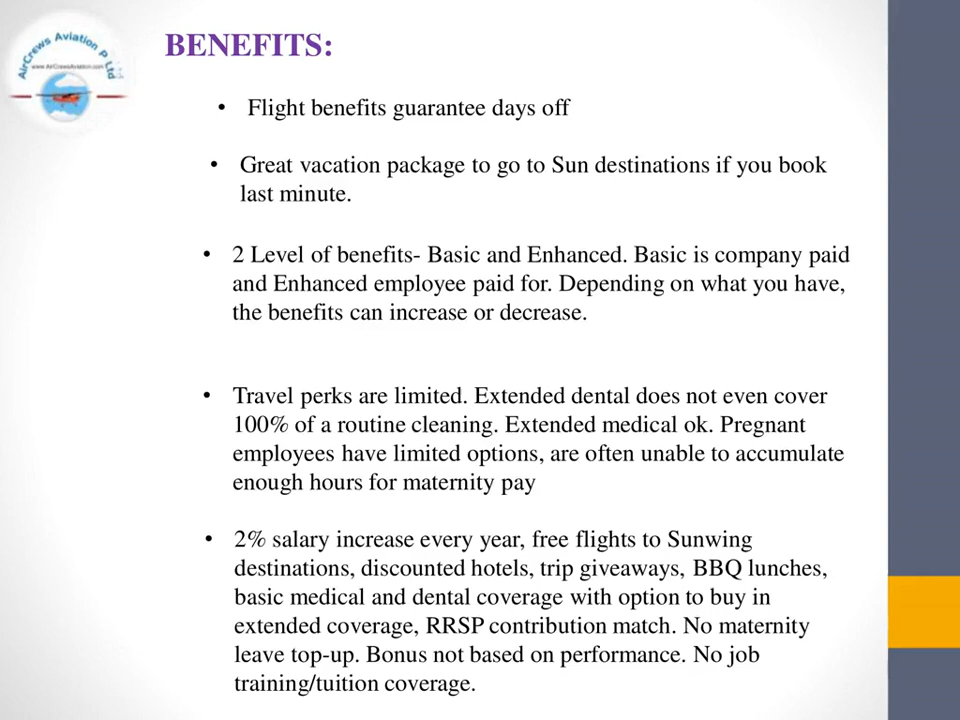 AirCrews Aviation P Ltd
www.AirCrewsAviation.com
BENEFITS:
• Flight benefits guarantee days off
• Great vacation package to go to Sun destinations if you book
last minute.
• 2 Level of benefits- Basic and Enhanced. Basic is company paid
and Enhanced employee paid for. Depending on what you have,
the benefits can increase or decrease.
• Travel perks are limited. Extended dental does not even cover
100% of a routine cleaning. Extended medical ok. Pregnant
employees have limited options, are often unable to accumulate
enough hours for maternity pay
• 2% salary increase every year, free flights to Sunwing
destinations, discounted hotels, trip giveaways, BBQ lunches,
basic medical and dental coverage with option to buy in
extended coverage, RRSP contribution match. No maternity
leave top-up. Bonus not based on performance. No job
training/tuition coverage.